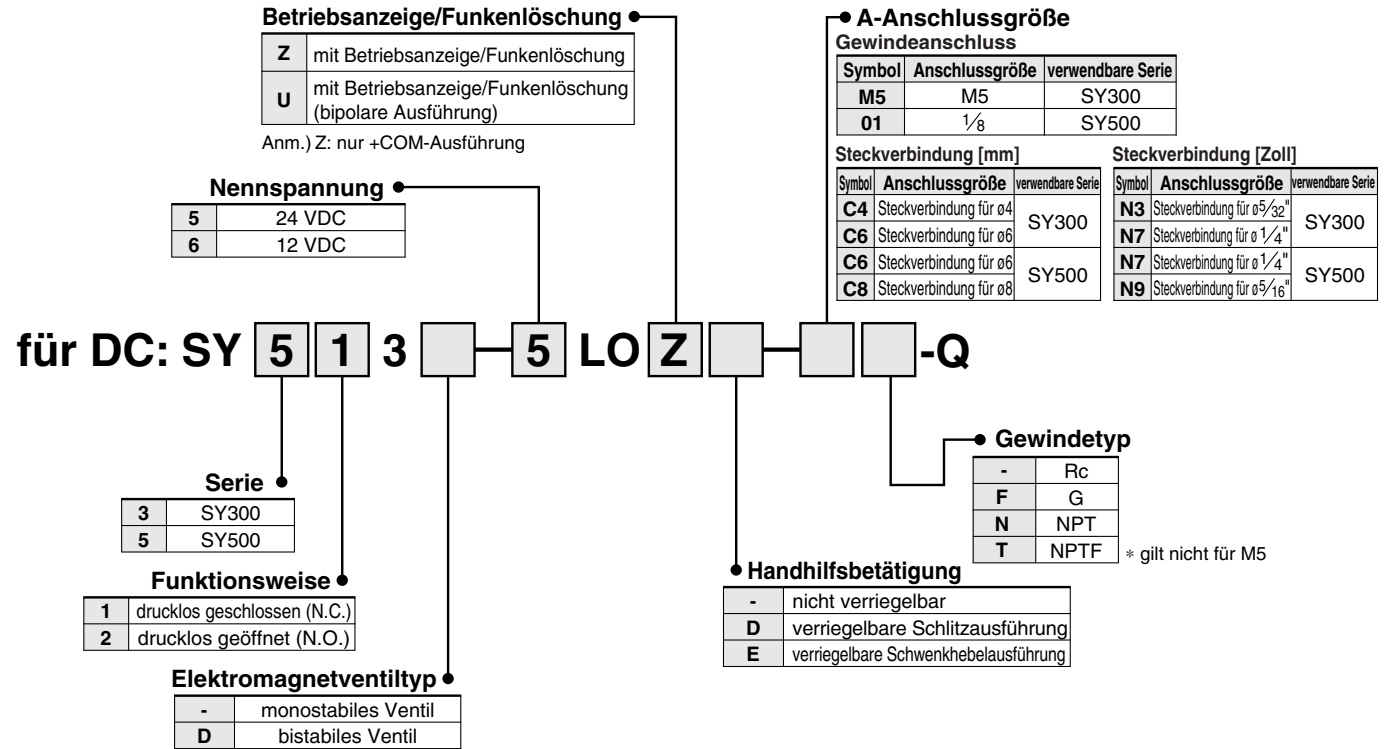 Betriebsanzeige/Funkenlöschung
Z mit Betriebsanzeige/Funkenlöschung
U mit Betriebsanzeige/Funkenlöschung
(bipolare Ausführung)
Anm.) Z: nur +COM-Ausführung
Nennspannung
5 24 VDC
6 12 VDC
A-Anschlussgröße
Gewindeanschluss
Symbol Anschlussgröße verwendbare Serie
M5 M5 SY300
01 1/8 SY500
Steckverbindung [mm]
Symbol Anschlussgröße verwendbare Serie
C4 Steckverbindung für ø4 SY300
C6 Steckverbindung für ø6
C6 Steckverbindung für ø6 SY500
C8 Steckverbindung für ø8
Steckverbindung [Zoll]
Symbol Anschlussgröße verwendbare Serie
N3 Steckverbindung für ø5/32" SY300
N7 Steckverbindung für ø 1/4"
N7 Steckverbindung für ø 1/4" SY500
N9 Steckverbindung für ø5/16"
für DC: SY 5 1 3 - 5 LO Z - -Q
Serie
3 SY300
5 SY500
Funktionsweise
1 drucklos geschlossen (N.C.)
2 drucklos geöffnet (N.O.)
Elektromagnetventiltyp
- monostabiles Ventil
D bistabiles Ventil
Gewindetyp
- Rc
F G
N NPT
T NPTF * gilt nicht für M5
Handhilfsbetätigung
- nicht verriegelbar
D verriegelbare Schlitzausführung
E verriegelbare Schwenkhebelausführung